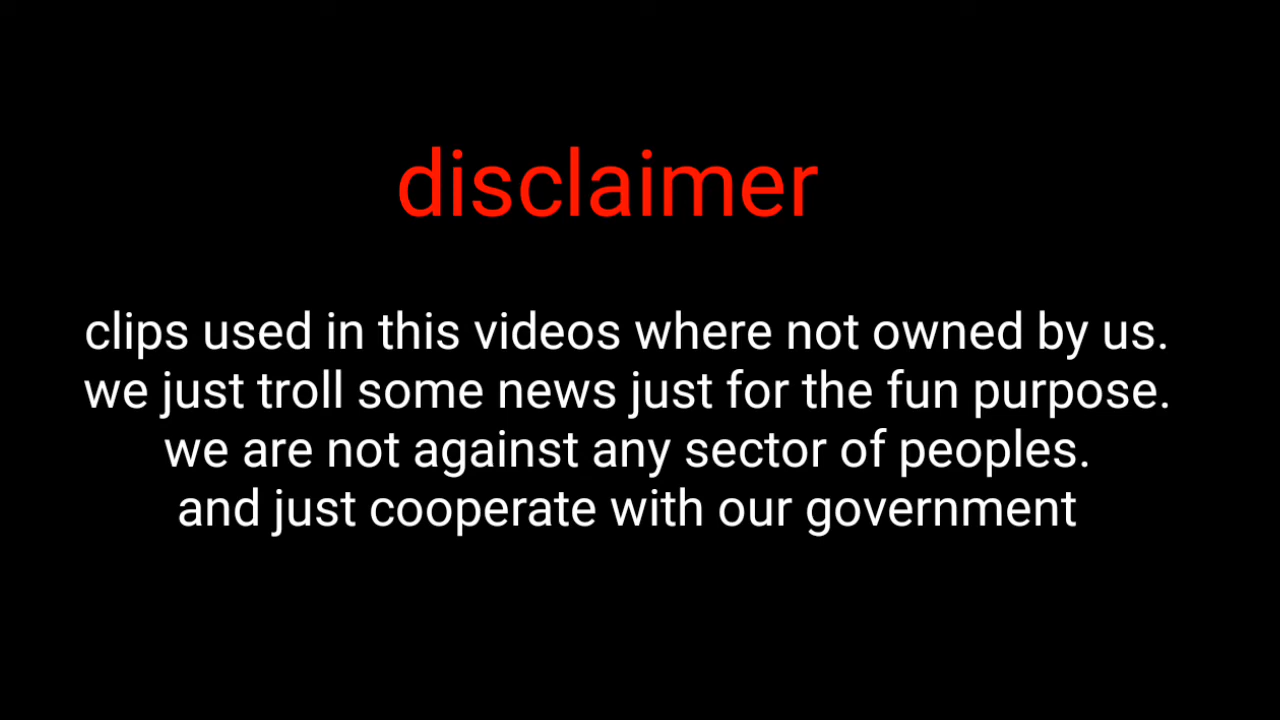 disclaimer
clips used in this videos where not owned by us.
we just troll some news just for the fun purpose.
we are not against any sector of peoples.
and just cooperate with our government